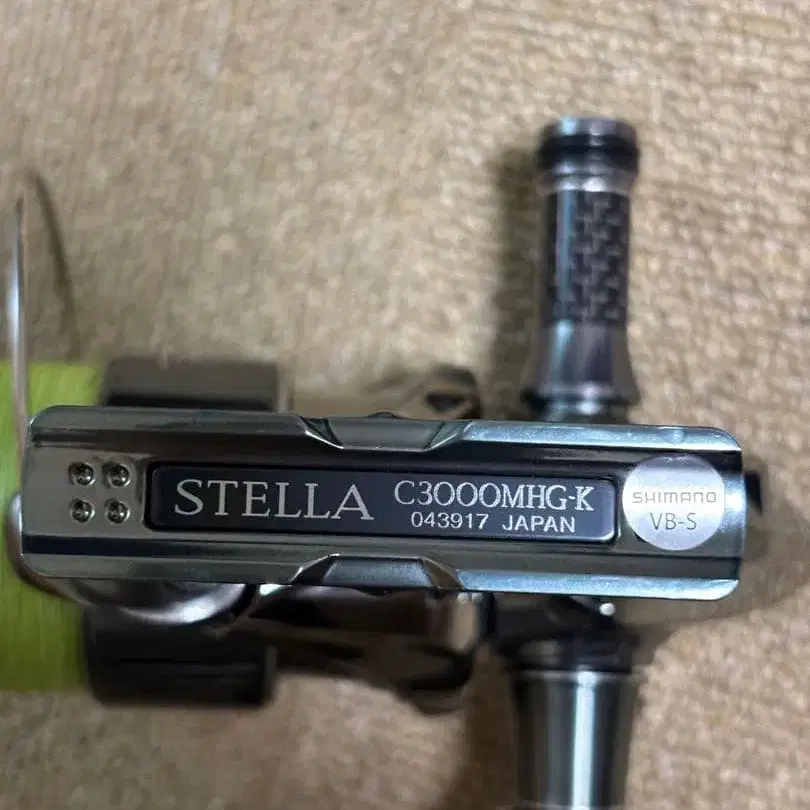 STELLA C3000MHG-K
043917 JAPAN
SHIMANO
VB-S